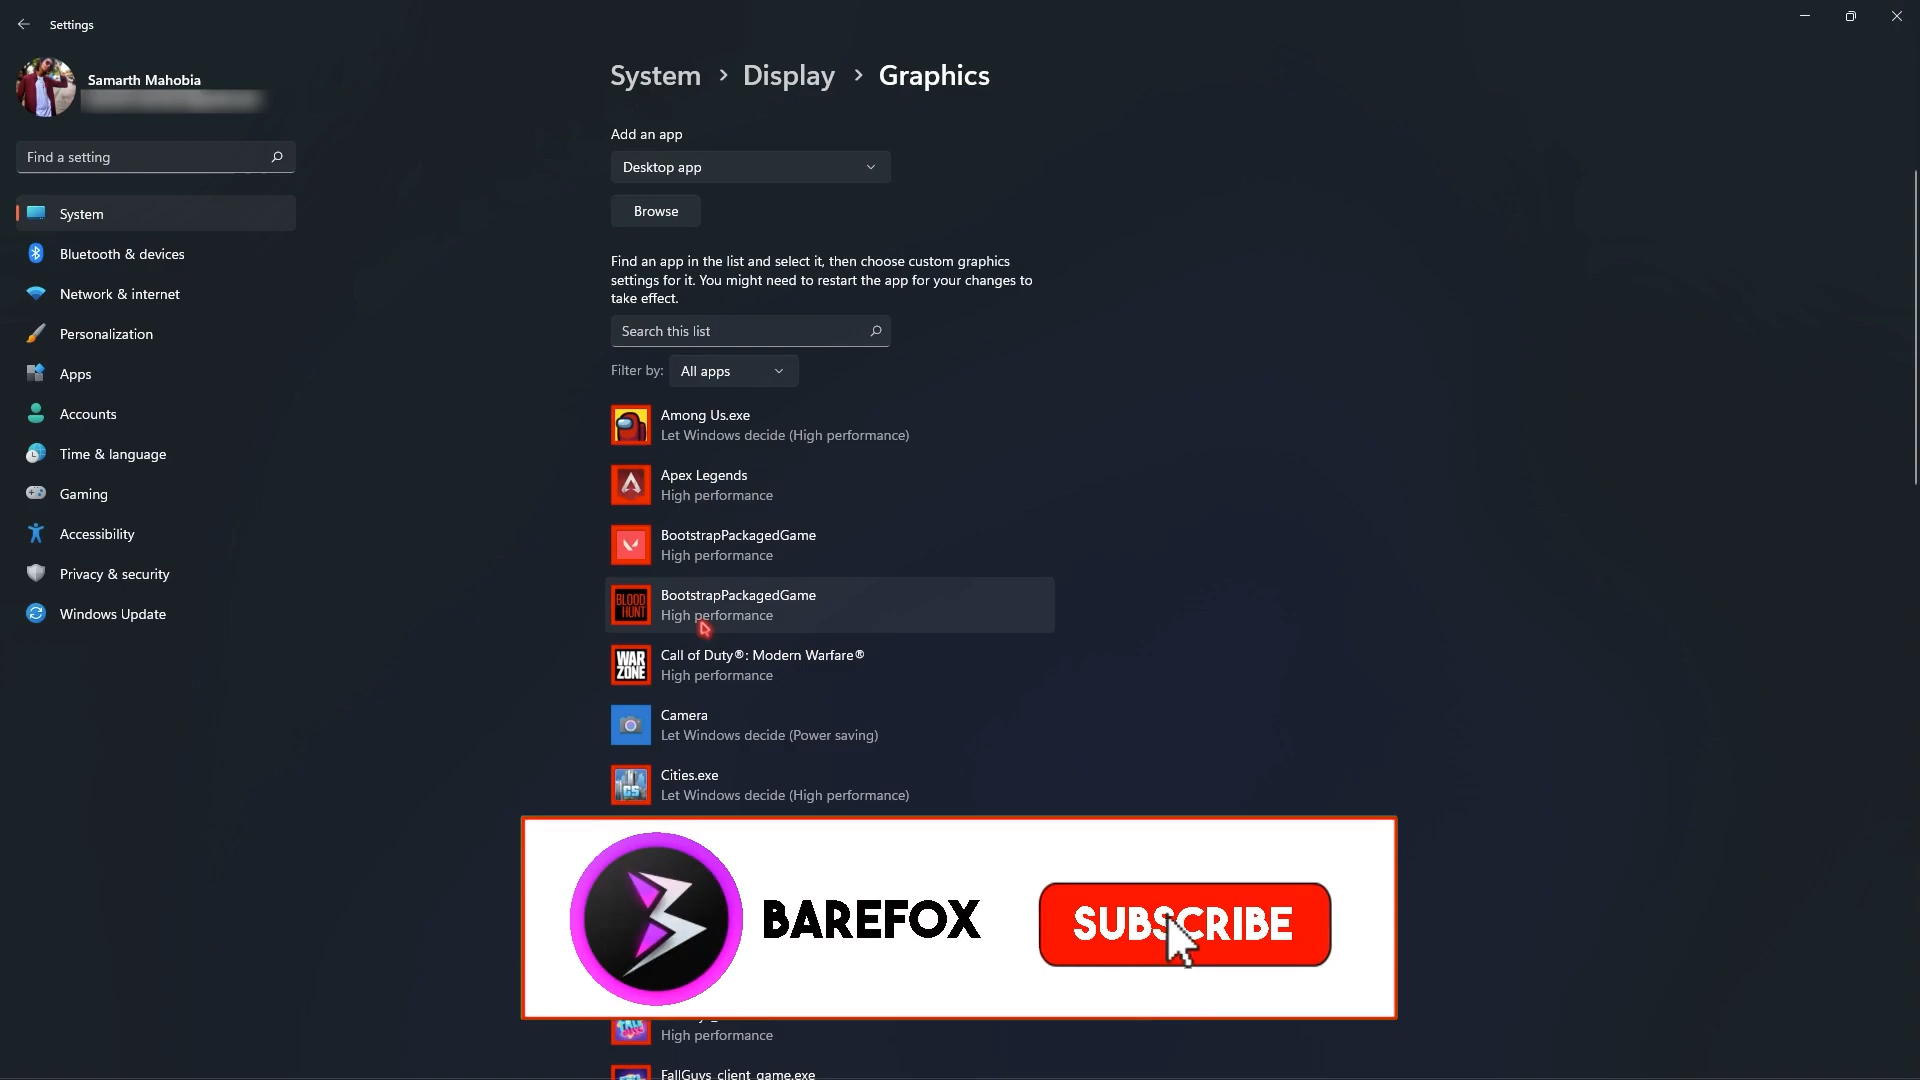 Settings
Samarth Mahobia
Find a setting
System
Bluetooth & devices
Network & internet
Personalization
Apps
Accounts
Time & language
Gaming
Accessibility
Privacy & security
Windows Update
System > Display > Graphics
Add an app
Desktop app
Browse
Find an app in the list and select it, then choose custom graphics
settings for it. You might need to restart the app for your changes to
take effect.
Search this list
Filter by: All apps
Among Us.exe
Let Windows decide (High performance)
Apex Legends
High performance
BootstrapPackagedGame
High performance
BLOOD
HUNT
BootstrapPackagedGame
High performance
WAR
ZONE
Call of Duty®: Modern Warfare®
High performance
Camera
Let Windows decide (Power saving)
CS
Cities.exe
Let Windows decide (High performance)
BAREFOX
SUBSCRIBE
High performance
FallGuys_client_game.exe